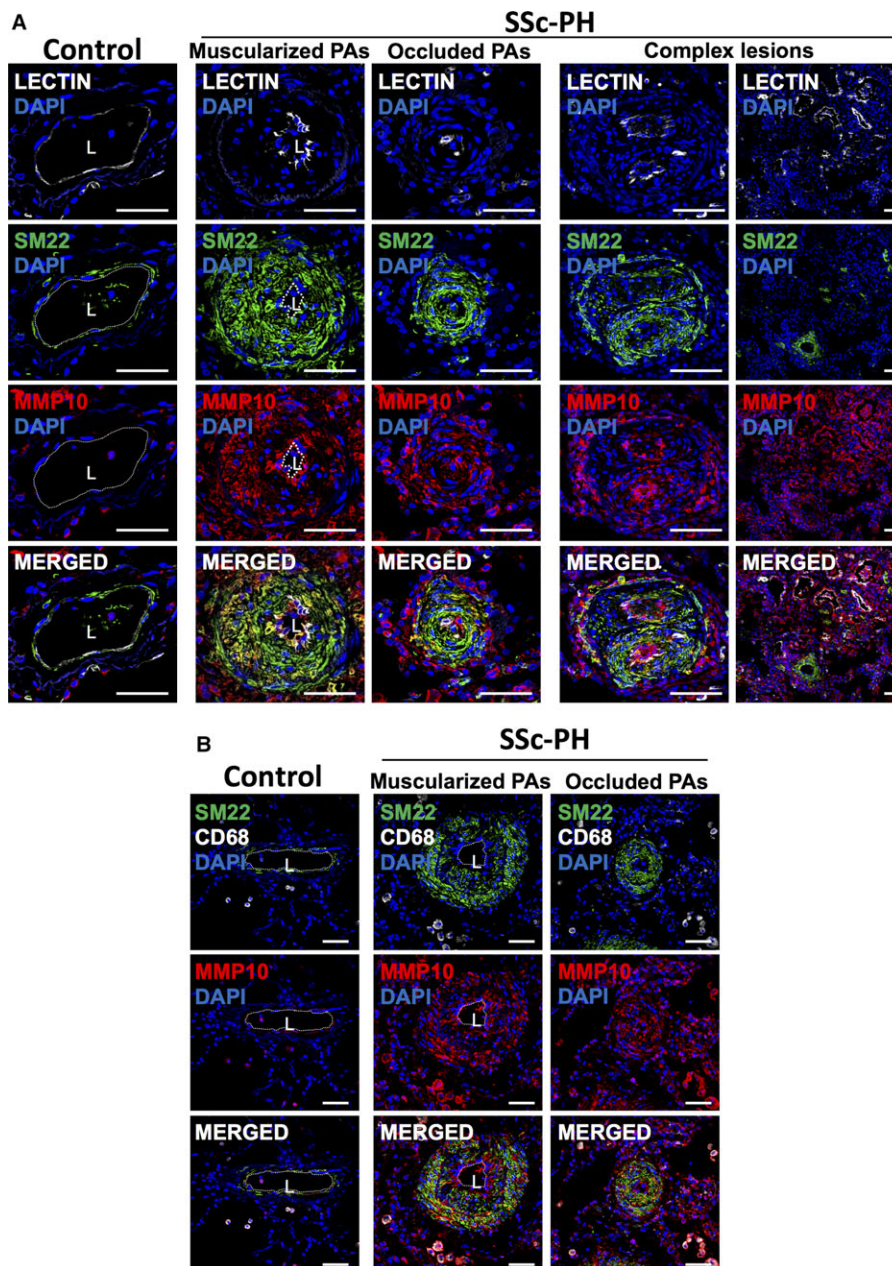 A
SSc-PH
Control
Muscularized PAs
Occluded PAs
Complex lesions
LECTIN
DAPI
L
LECTIN
DAPI
L
LECTIN
DAPI
LECTIN
DAPI
LECTIN
DAPI
SM22
DAPI
L
SM22
DAPI
L
SM22
DAPI
SM22
DAPI
SM22
DAPI
MMP10
DAPI
L
MMP10
DAPI
L
MMP10
DAPI
MMP10
DAPI
MMP10
DAPI
MERGED
L
MERGED
L
MERGED
MERGED
MERGED
B
SSc-PH
Control
Muscularized PAs
Occluded PAs
SM22
CD68
DAPI
L
SM22
CD68
DAPI
L
SM22
CD68
DAPI
MMP10
DAPI
L
MMP10
DAPI
L
MMP10
DAPI
MERGED
L
MERGED
L
MERGED